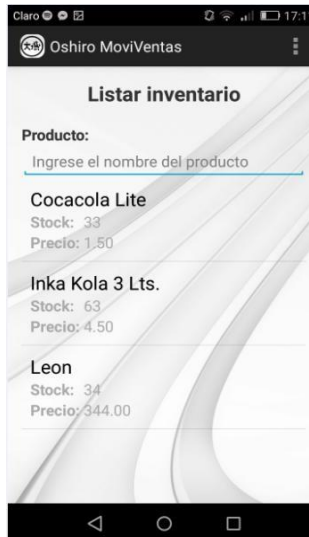 Claro 17:1
Oshiro MoviVentas
Listar inventario
Producto:
Ingrese el nombre del producto
Cocacola Lite
Stock: 33
Precio: 1.50
Inka Kola 3 Lts.
Stock: 63
Precio: 4.50
Leon
Stock: 34
Precio: 344.00